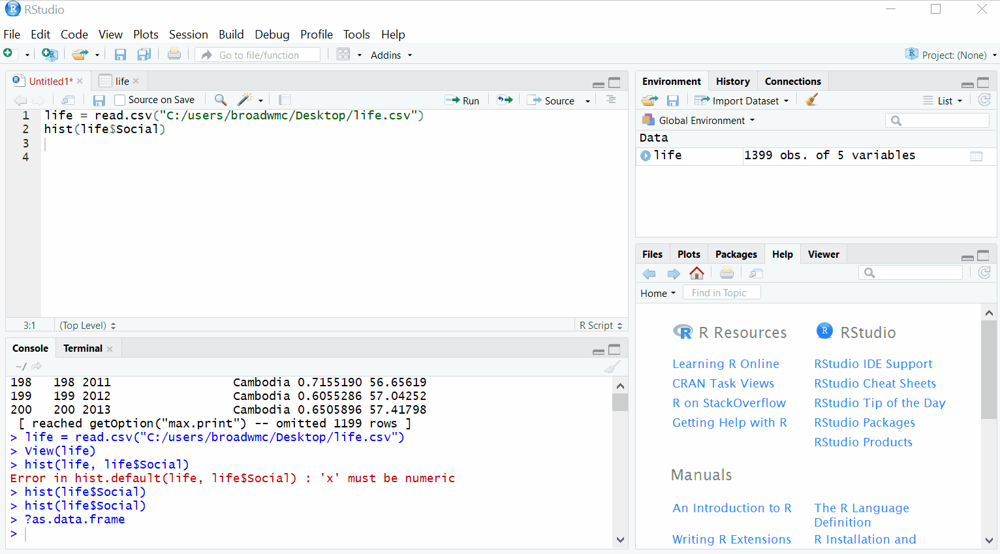 RStudio
File Edit Code View Plots Session Build Debug Profile Tools Help
Go to file/function Addins Project: (None)
Untitled1* life
Source on Save Run Source
1 life = read.csv("C:/users/broadwmc/Desktop/life.csv")
2 hist(life$Social)
3
4
3:1 (Top Level) R Script
Console Terminal
~/
198 198 2011 Cambodia 0.7155190 56.65619
199 199 2012 Cambodia 0.6055286 57.04252
200 200 2013 Cambodia 0.6505896 57.41798
[ reached getOption("max.print") -- omitted 1199 rows ]
> life = read.csv("C:/users/broadwmc/Desktop/life.csv")
> View(life)
> hist(life, life$Social)
Error in hist.default(life, life$Social) : 'x' must be numeric
> hist(life$Social)
> hist(life$Social)
> ?as.data.frame
>
Environment History Connections
Import Dataset List
Global Environment
Data
life 1399 obs. of 5 variables
Files Plots Packages Help Viewer
Home Find in Topic
R Resources
Learning R Online
CRAN Task Views
R on StackOverflow
Getting Help with R
RStudio
RStudio IDE Support
RStudio Cheat Sheets
RStudio Tip of the Day
RStudio Packages
RStudio Products
Manuals
An Introduction to R
Writing R Extensions
The R Language
Definition
R Installation and